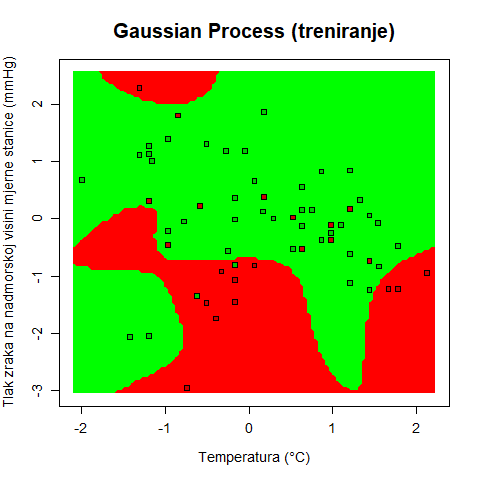 Gaussian Process (treniranje)
Tlak zraka na nadmorskoj visini mjerne stanice (mmHg)
2
1
0
-1
-2
-3
-2 -1 0 1 2
Temperatura (°C)